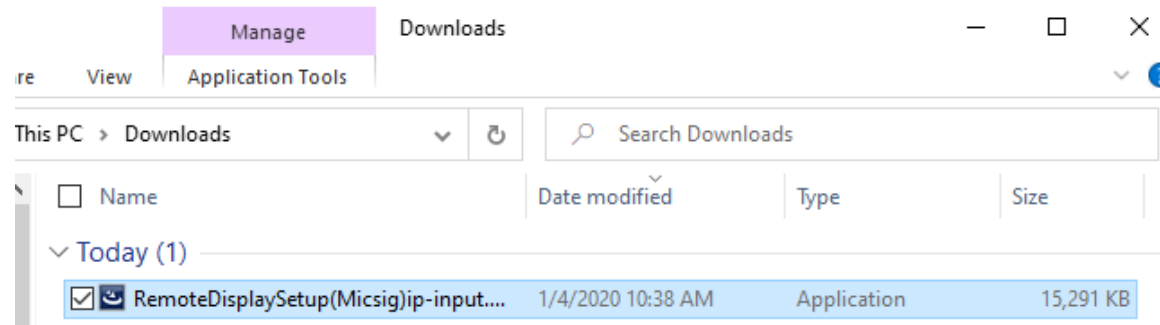 Manage Downloads
re View Application Tools
This PC > Downloads Search Downloads
Name Date modified Type Size
Today (1)
RemoteDisplaySetup(Micsig)ip-input.... 1/4/2020 10:38 AM Application 15,291 KB